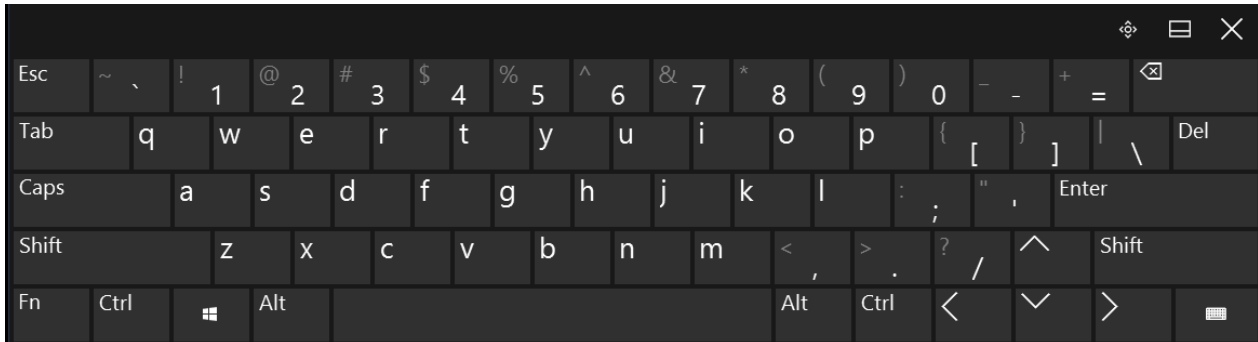 Esc ~ ` ! 1 @ 2 # 3 $ 4 % 5 ^ 6 & 7 * 8 ( 9 ) 0 _ - + =
Tab q w e r t y u i o p { [ } ] | \ Del
Caps a s d f g h j k l : ; " ' Enter
Shift z x c v b n m < , > . ? / Shift
Fn Ctrl Alt Alt Ctrl